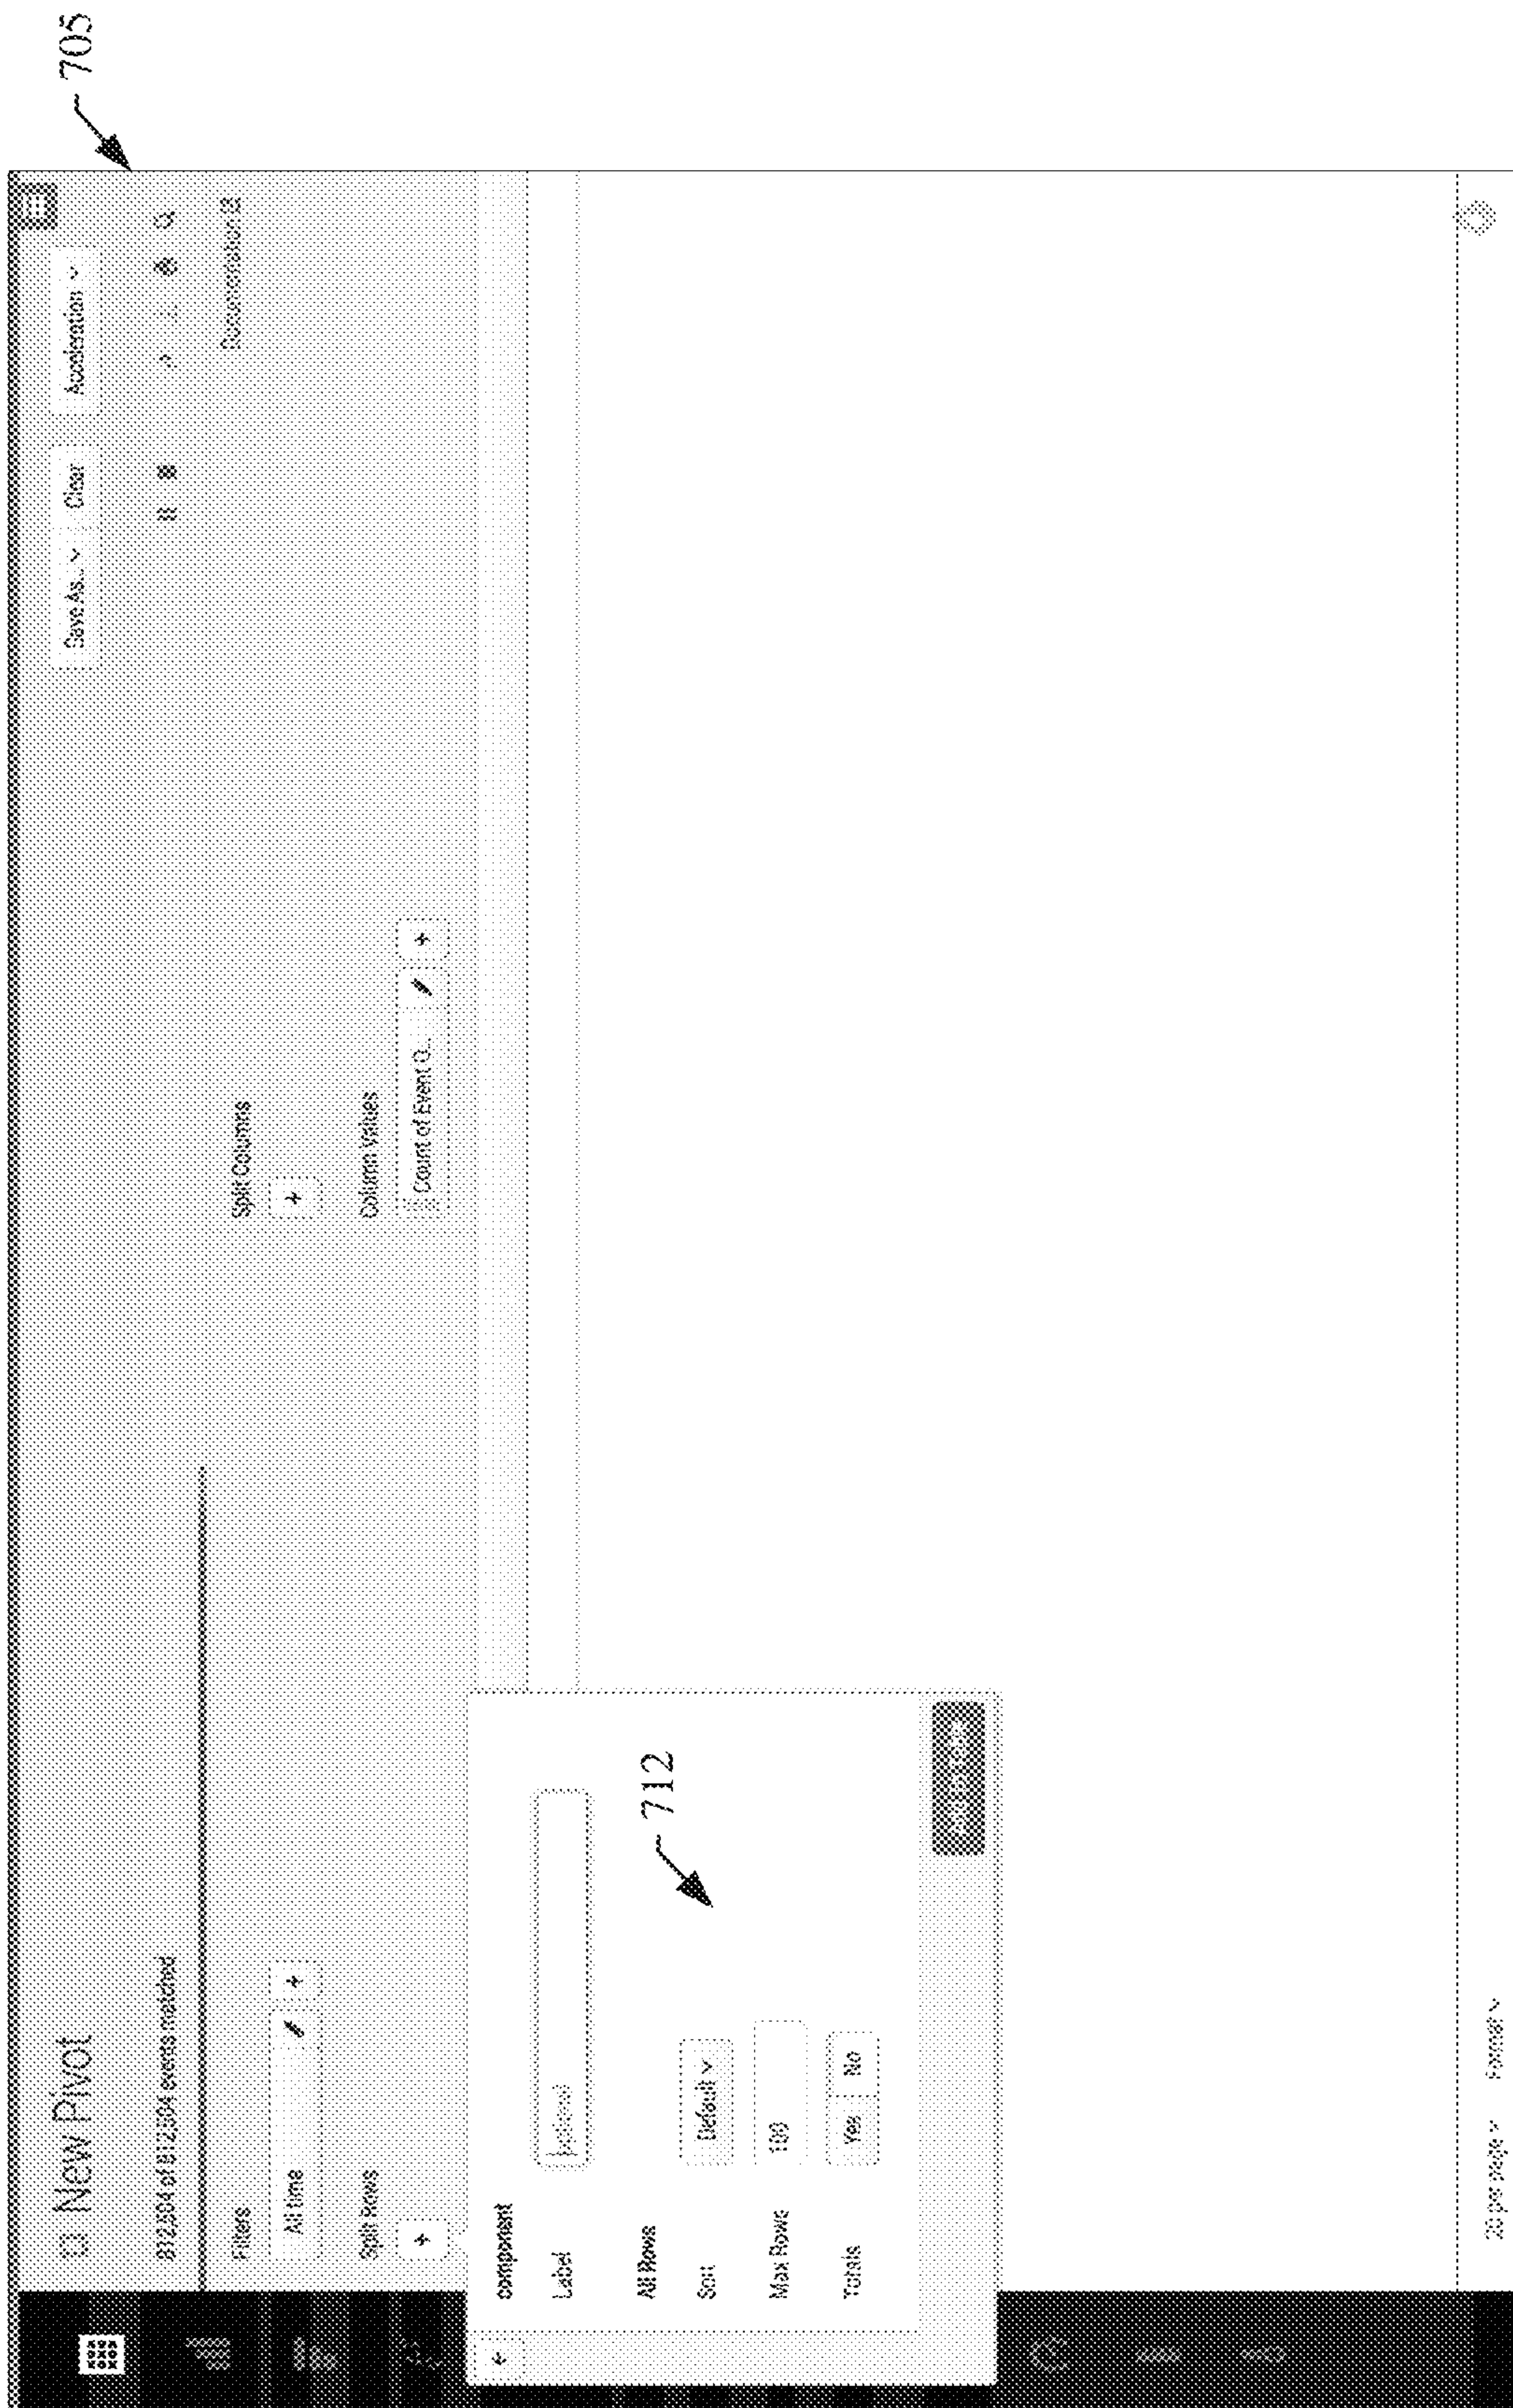 705
New Pivot
Save As... Clear Acceleration
812,504 of 812,504 events matched
Filters
Split Columns
Documentation
All time
Split Rows
Column Values
Count of Event O...
component
Label
optional
712
All Rows
Sort
Default
Max Rows
100
Totals
Yes No
20 per page Format